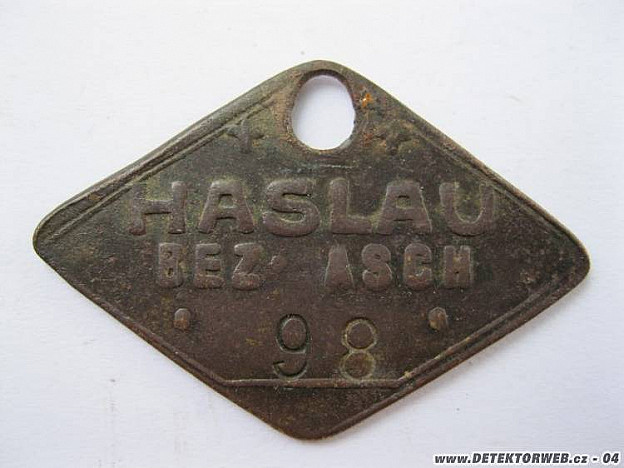 HASLAU
BEZ· ASCH
98
www.DETEKTORWEB.cz - 04